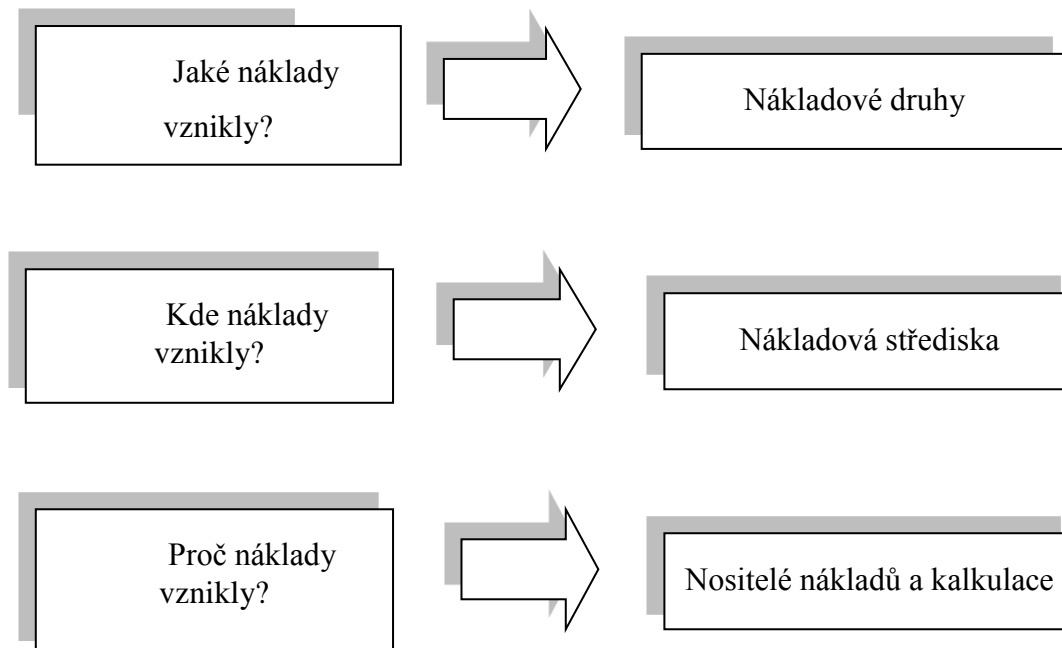 Jaké náklady
vznikly?
Nákladové druhy
Kde náklady
vznikly?
Nákladová střediska
Proč náklady
vznikly?
Nositelé nákladů a kalkulace